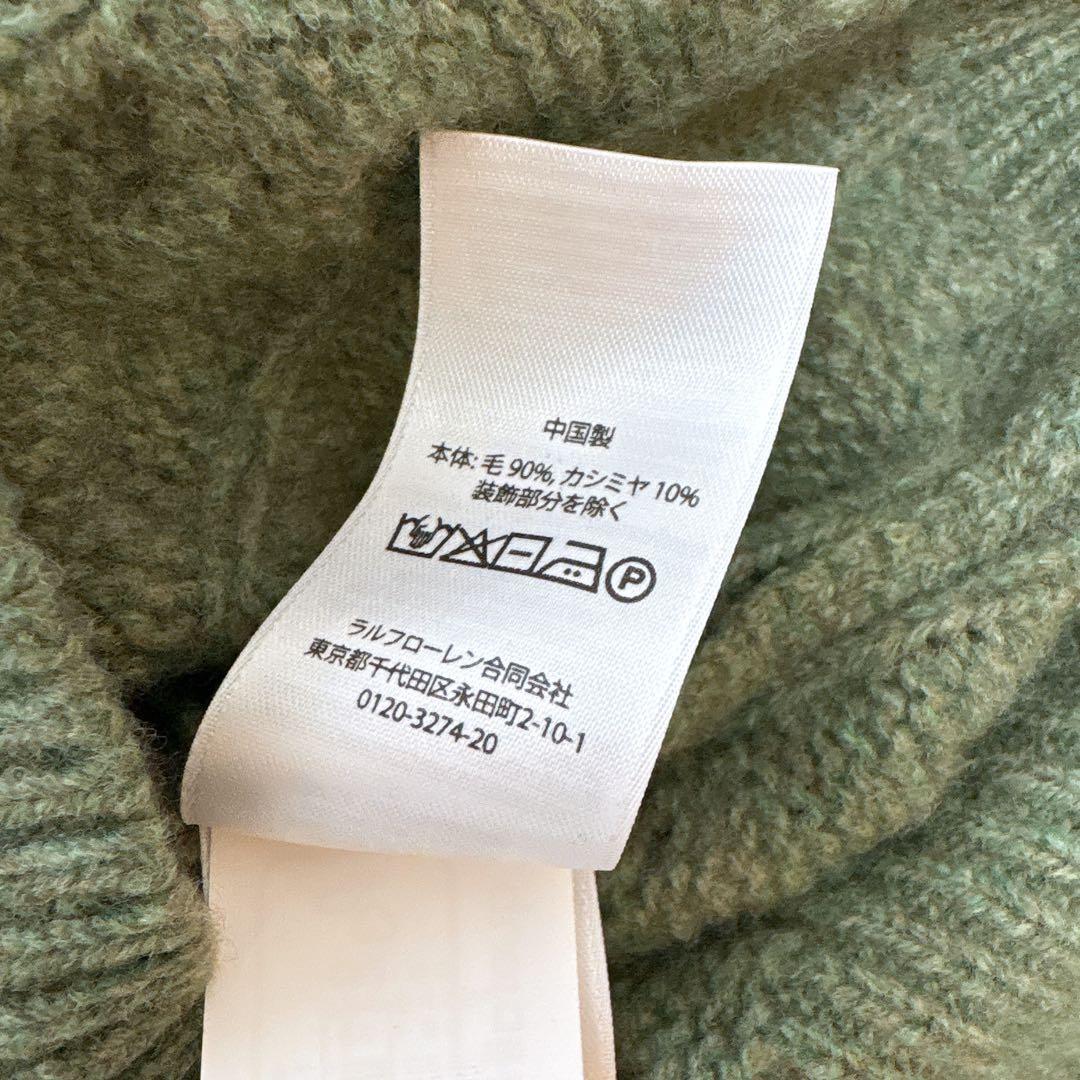 中国製
本体: 毛 90%, カシミヤ 10%
装飾部分を除く
P
ラルフローレン合同会社
東京都千代田区永田町2-10-1
0120-3274-20